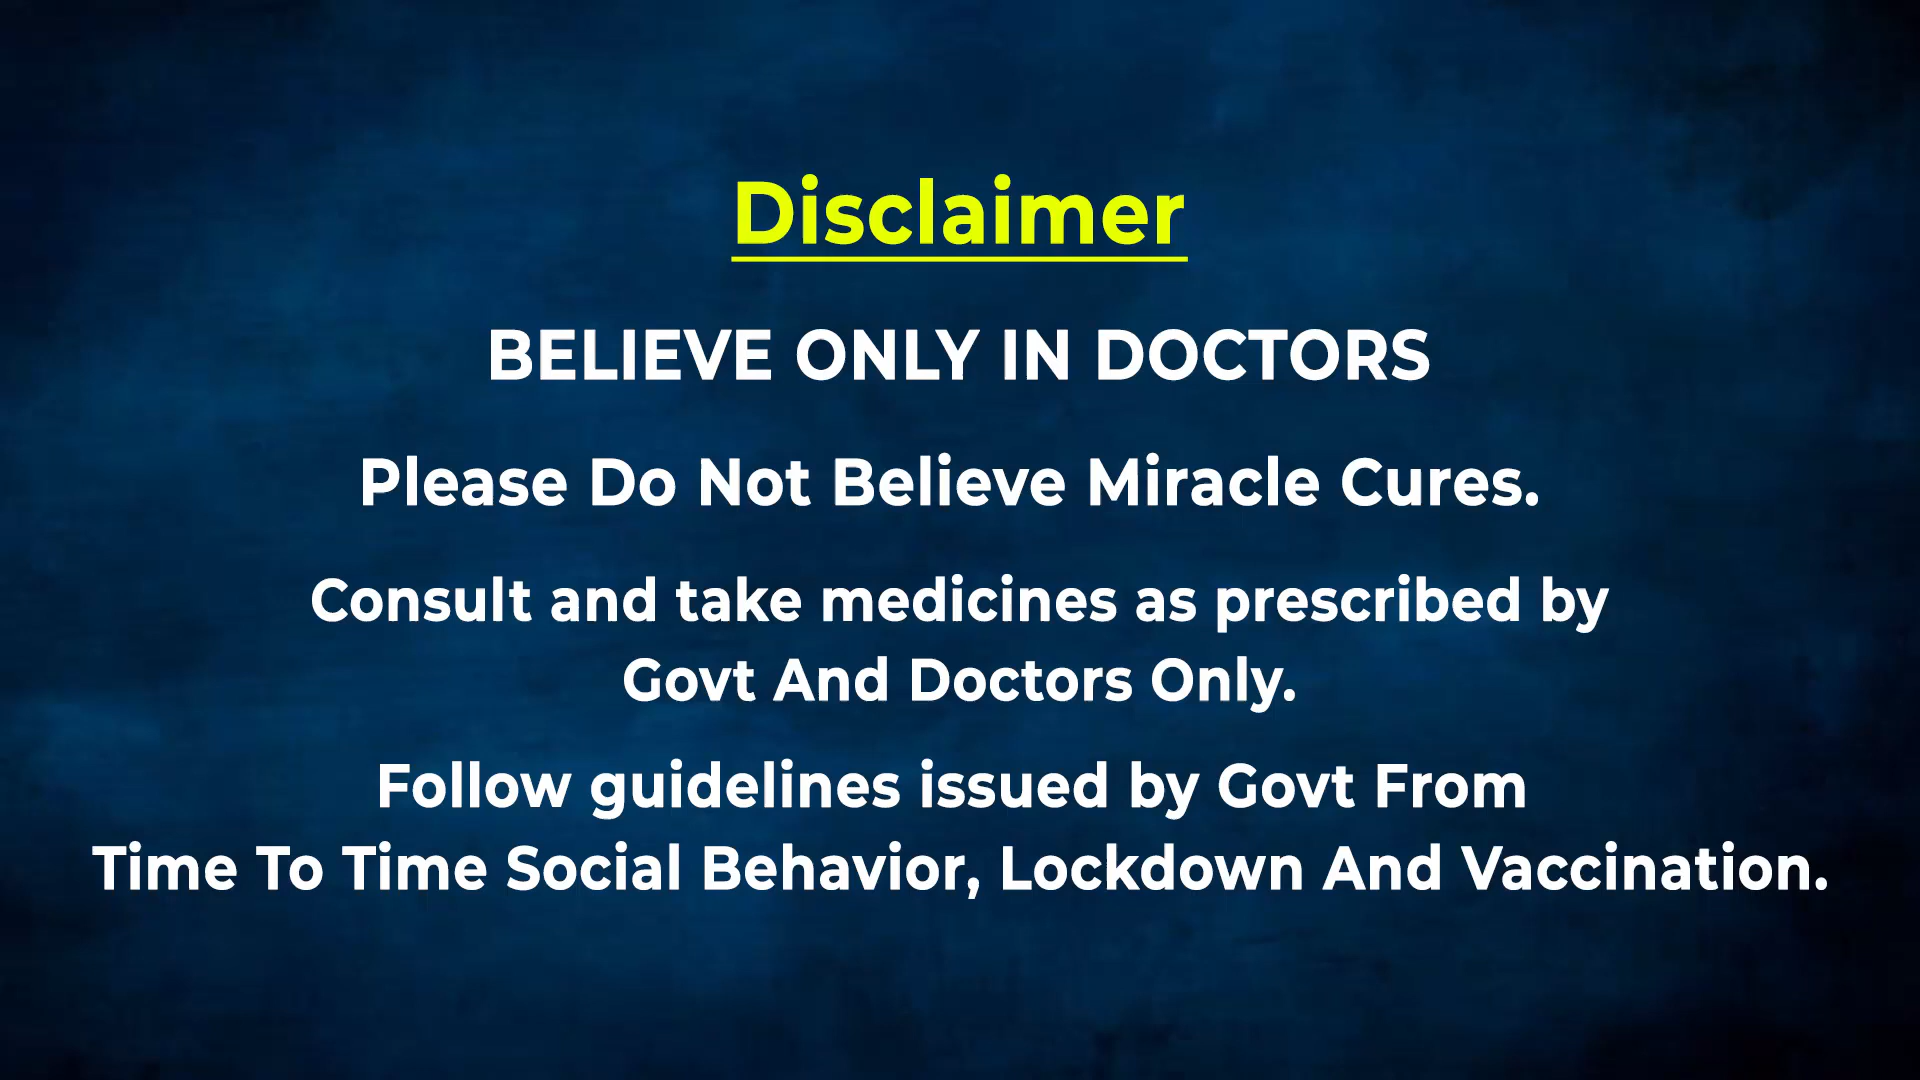 Disclaimer
BELIEVE ONLY IN DOCTORS
Please Do Not Believe Miracle Cures.
Consult and take medicines as prescribed by
Govt And Doctors Only.
Follow guidelines issued by Govt From
Time To Time Social Behavior, Lockdown And Vaccination.